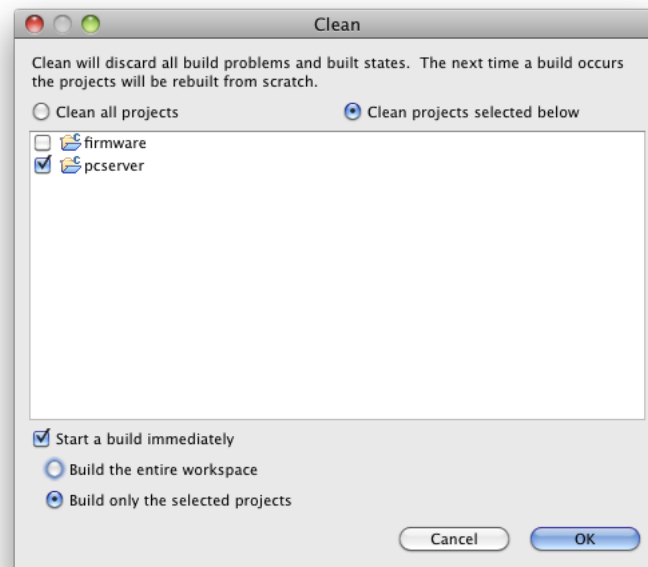 Clean
Clean will discard all build problems and built states. The next time a build occurs
the projects will be rebuilt from scratch.
Clean all projects
Clean projects selected below
firmware
pcserver
Start a build immediately
Build the entire workspace
Build only the selected projects
Cancel
OK